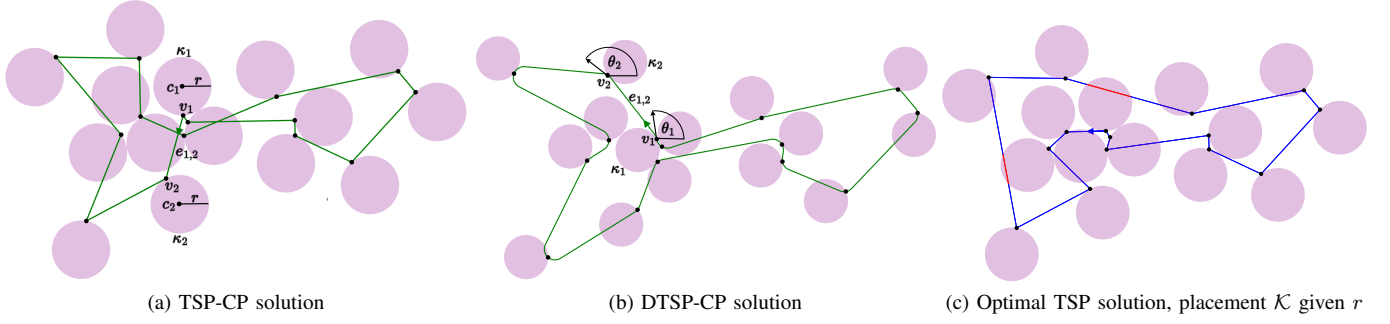 κ₁
c₁ r
v₁
e₁,₂
v₂
c₂ r
κ₂
(a) TSP-CP solution
θ₂ κ₂
v₂
e₁,₂
θ₁
v₁
κ₁
(b) DTSP-CP solution
(c) Optimal TSP solution, placement 𝒦 given r